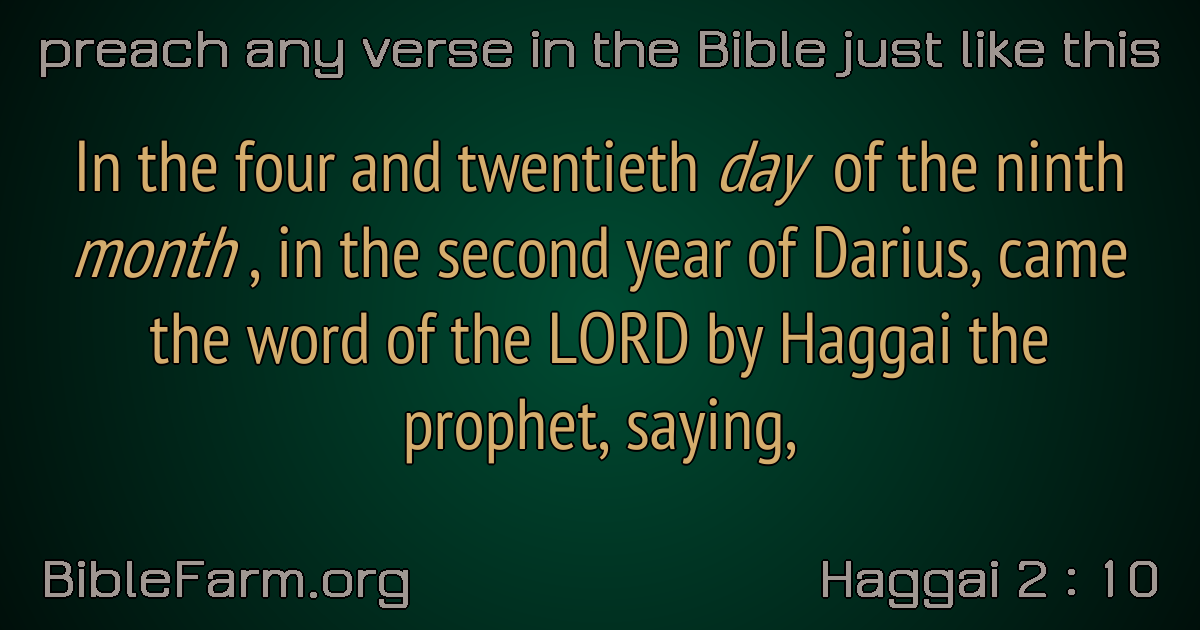 preach any verse in the Bible just like this
In the four and twentieth day of the ninth
month , in the second year of Darius, came
the word of the LORD by Haggai the
prophet, saying,
BibleFarm.org
Haggai 2 : 10